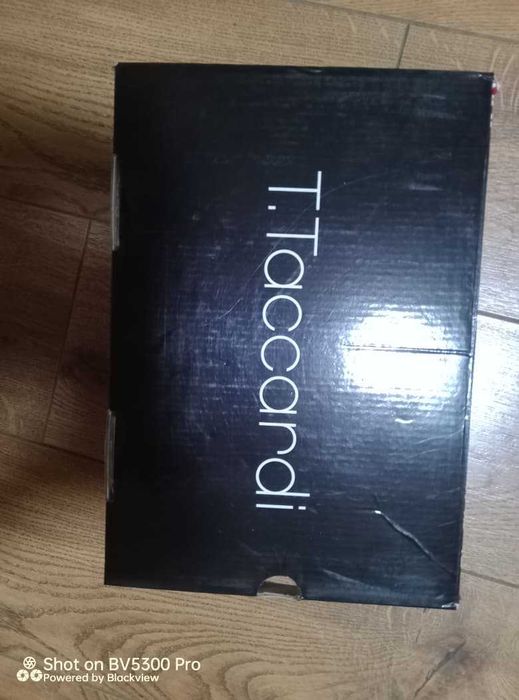 T.Taccardi
Shot on BV5300 Pro
Powered by Blackview